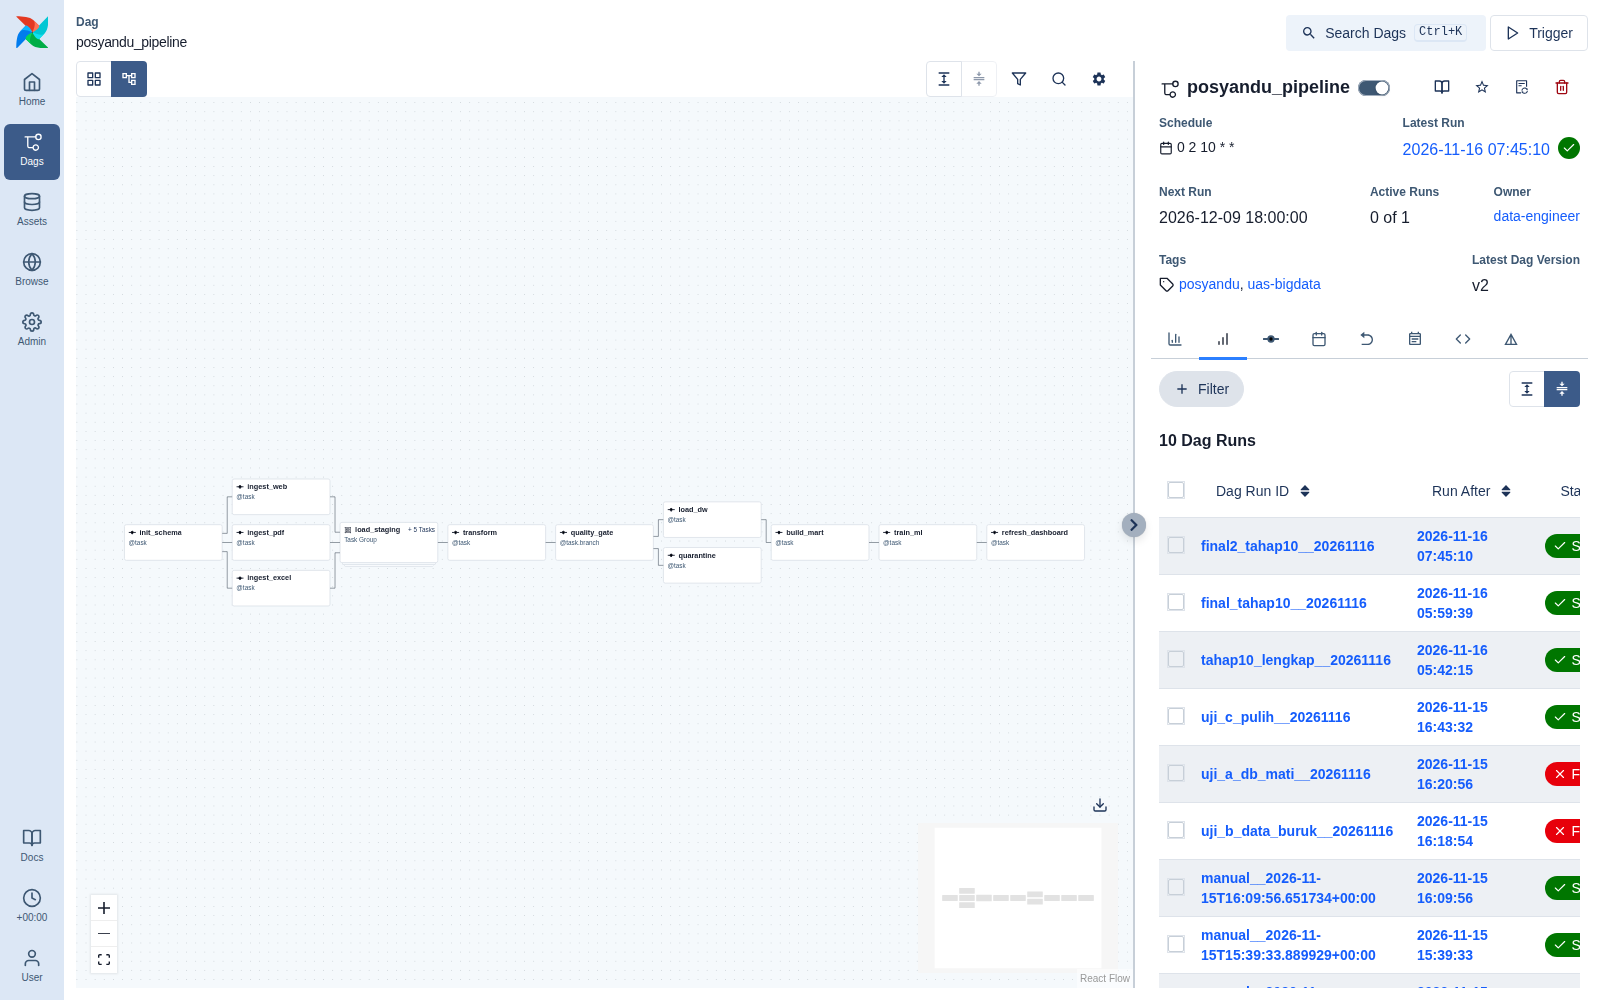 Dag
posyandu_pipeline
Search Dags Ctrl+K
Trigger
Home
Dags
Assets
Browse
Admin
Docs
+00:00
User
init_schema
@task
ingest_web
@task
ingest_pdf
@task
ingest_excel
@task
load_staging + 5 Tasks
Task Group
transform
@task
quality_gate
@task.branch
load_dw
@task
quarantine
@task
build_mart
@task
train_ml
@task
refresh_dashboard
@task
React Flow
posyandu_pipeline
Schedule
0 2 10 * *
Latest Run
2026-11-16 07:45:10
Next Run
2026-12-09 18:00:00
Active Runs
0 of 1
Owner
data-engineer
Tags
posyandu, uas-bigdata
Latest Dag Version
v2
Filter
10 Dag Runs
Dag Run ID Run After Sta
final2_tahap10__20261116 2026-11-16 07:45:10 S
final_tahap10__20261116 2026-11-16 05:59:39 S
tahap10_lengkap__20261116 2026-11-16 05:42:15 S
uji_c_pulih__20261116 2026-11-15 16:43:32 S
uji_a_db_mati__20261116 2026-11-15 16:20:56 F
uji_b_data_buruk__20261116 2026-11-15 16:18:54 F
manual__2026-11-15T16:09:56.651734+00:00 2026-11-15 16:09:56 S
manual__2026-11-15T15:39:33.889929+00:00 2026-11-15 15:39:33 S